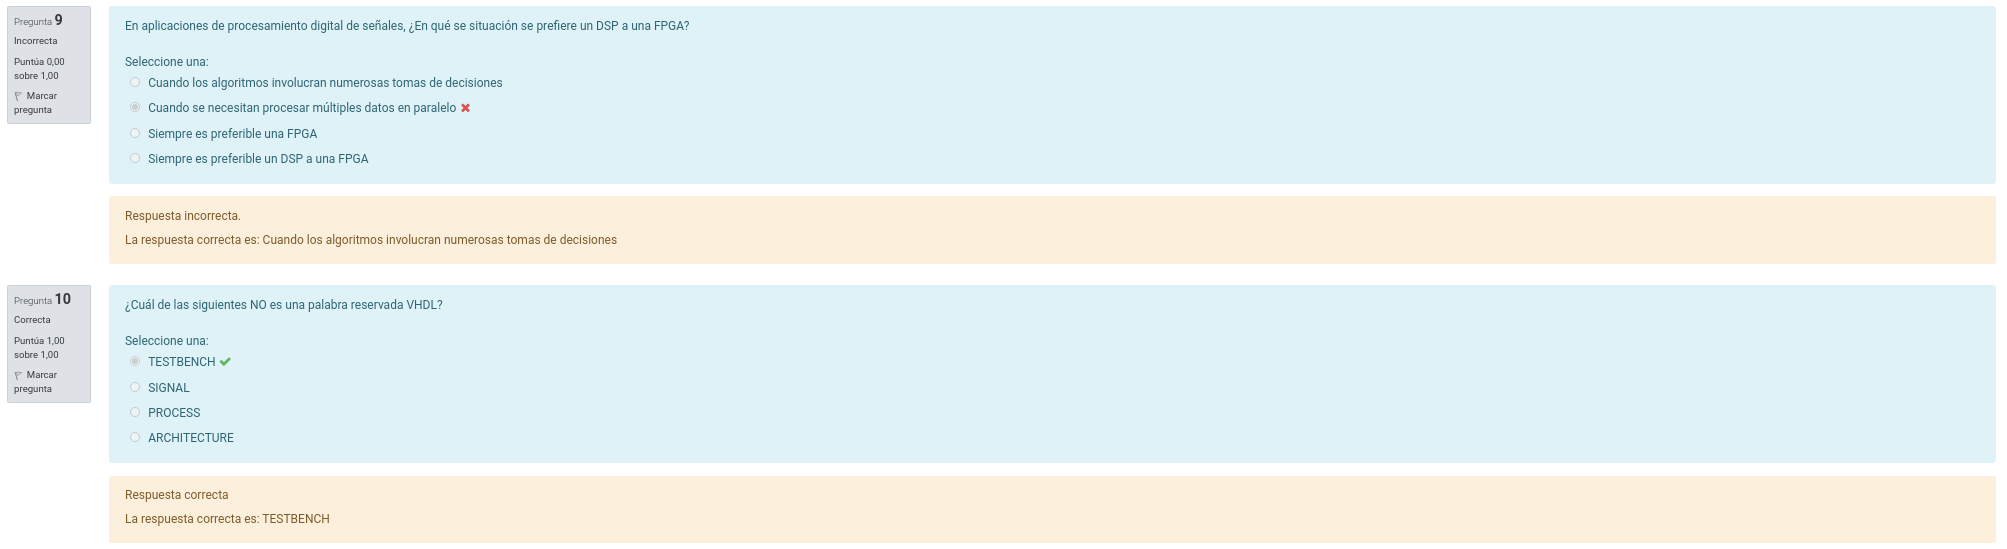 Pregunta 9
Incorrecta
Puntúa 0,00
sobre 1,00
Marcar
pregunta
En aplicaciones de procesamiento digital de señales, ¿En qué se situación se prefiere un DSP a una FPGA?
Seleccione una:
Cuando los algoritmos involucran numerosas tomas de decisiones
Cuando se necesitan procesar múltiples datos en paralelo
Siempre es preferible una FPGA
Siempre es preferible un DSP a una FPGA
Respuesta incorrecta.
La respuesta correcta es: Cuando los algoritmos involucran numerosas tomas de decisiones
Pregunta 10
Correcta
Puntúa 1,00
sobre 1,00
Marcar
pregunta
¿Cuál de las siguientes NO es una palabra reservada VHDL?
Seleccione una:
TESTBENCH
SIGNAL
PROCESS
ARCHITECTURE
Respuesta correcta
La respuesta correcta es: TESTBENCH